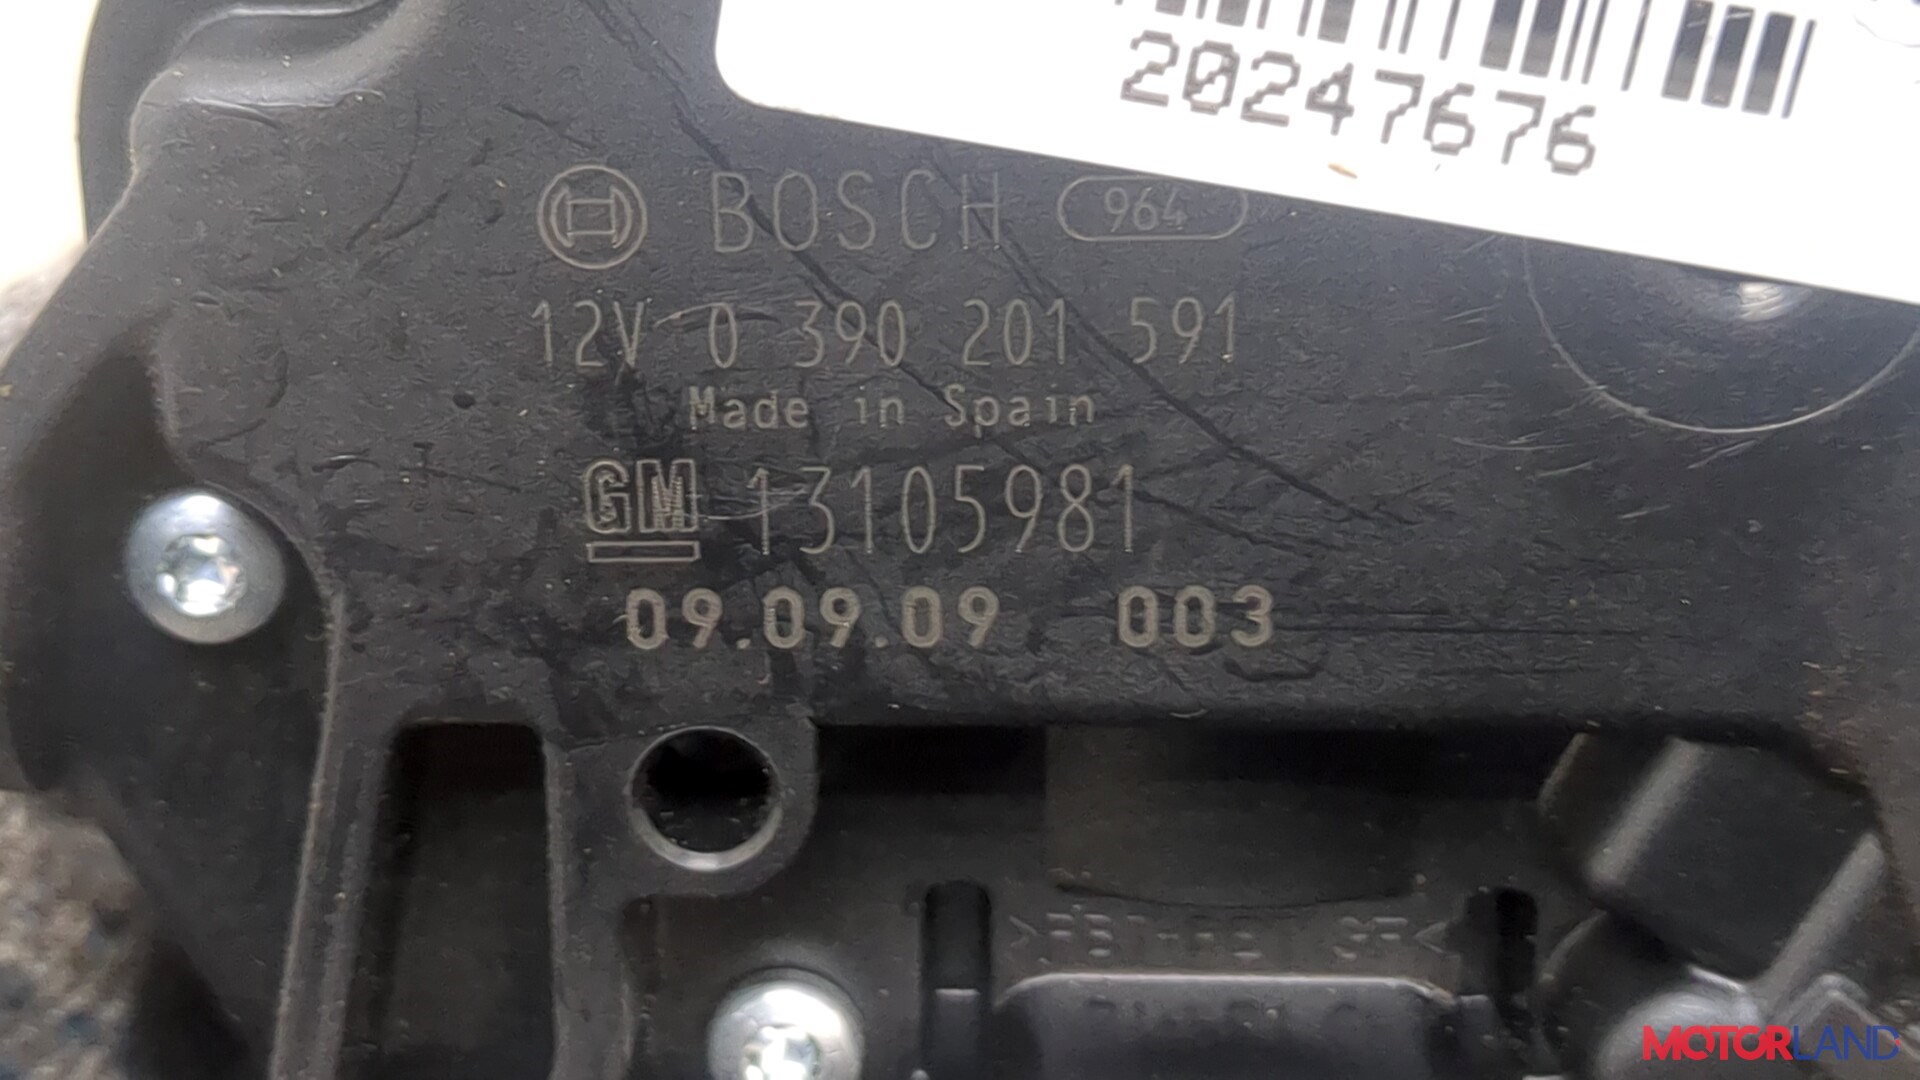 20247676
BOSCH 964
12V 0 390 201 591
Made in Spain
GM 13105981
09.09.09 003
MOTORLAND